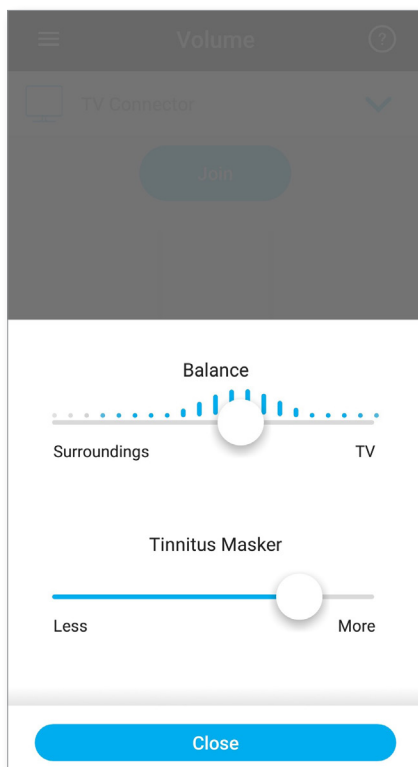 Volume
?
TV Connector
Join
Balance
Surroundings TV
Tinnitus Masker
Less More
Close